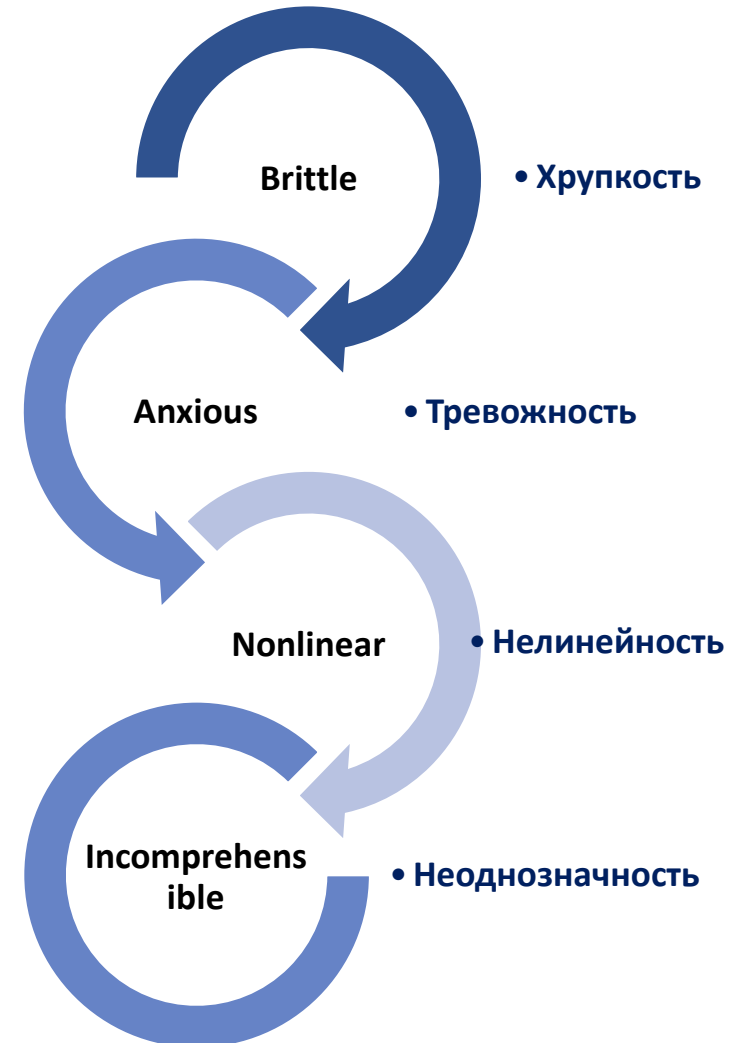 Brittle
• Хрупкость
Anxious
• Тревожность
Nonlinear
• Нелинейность
Incomprehens
ible
• Неоднозначность